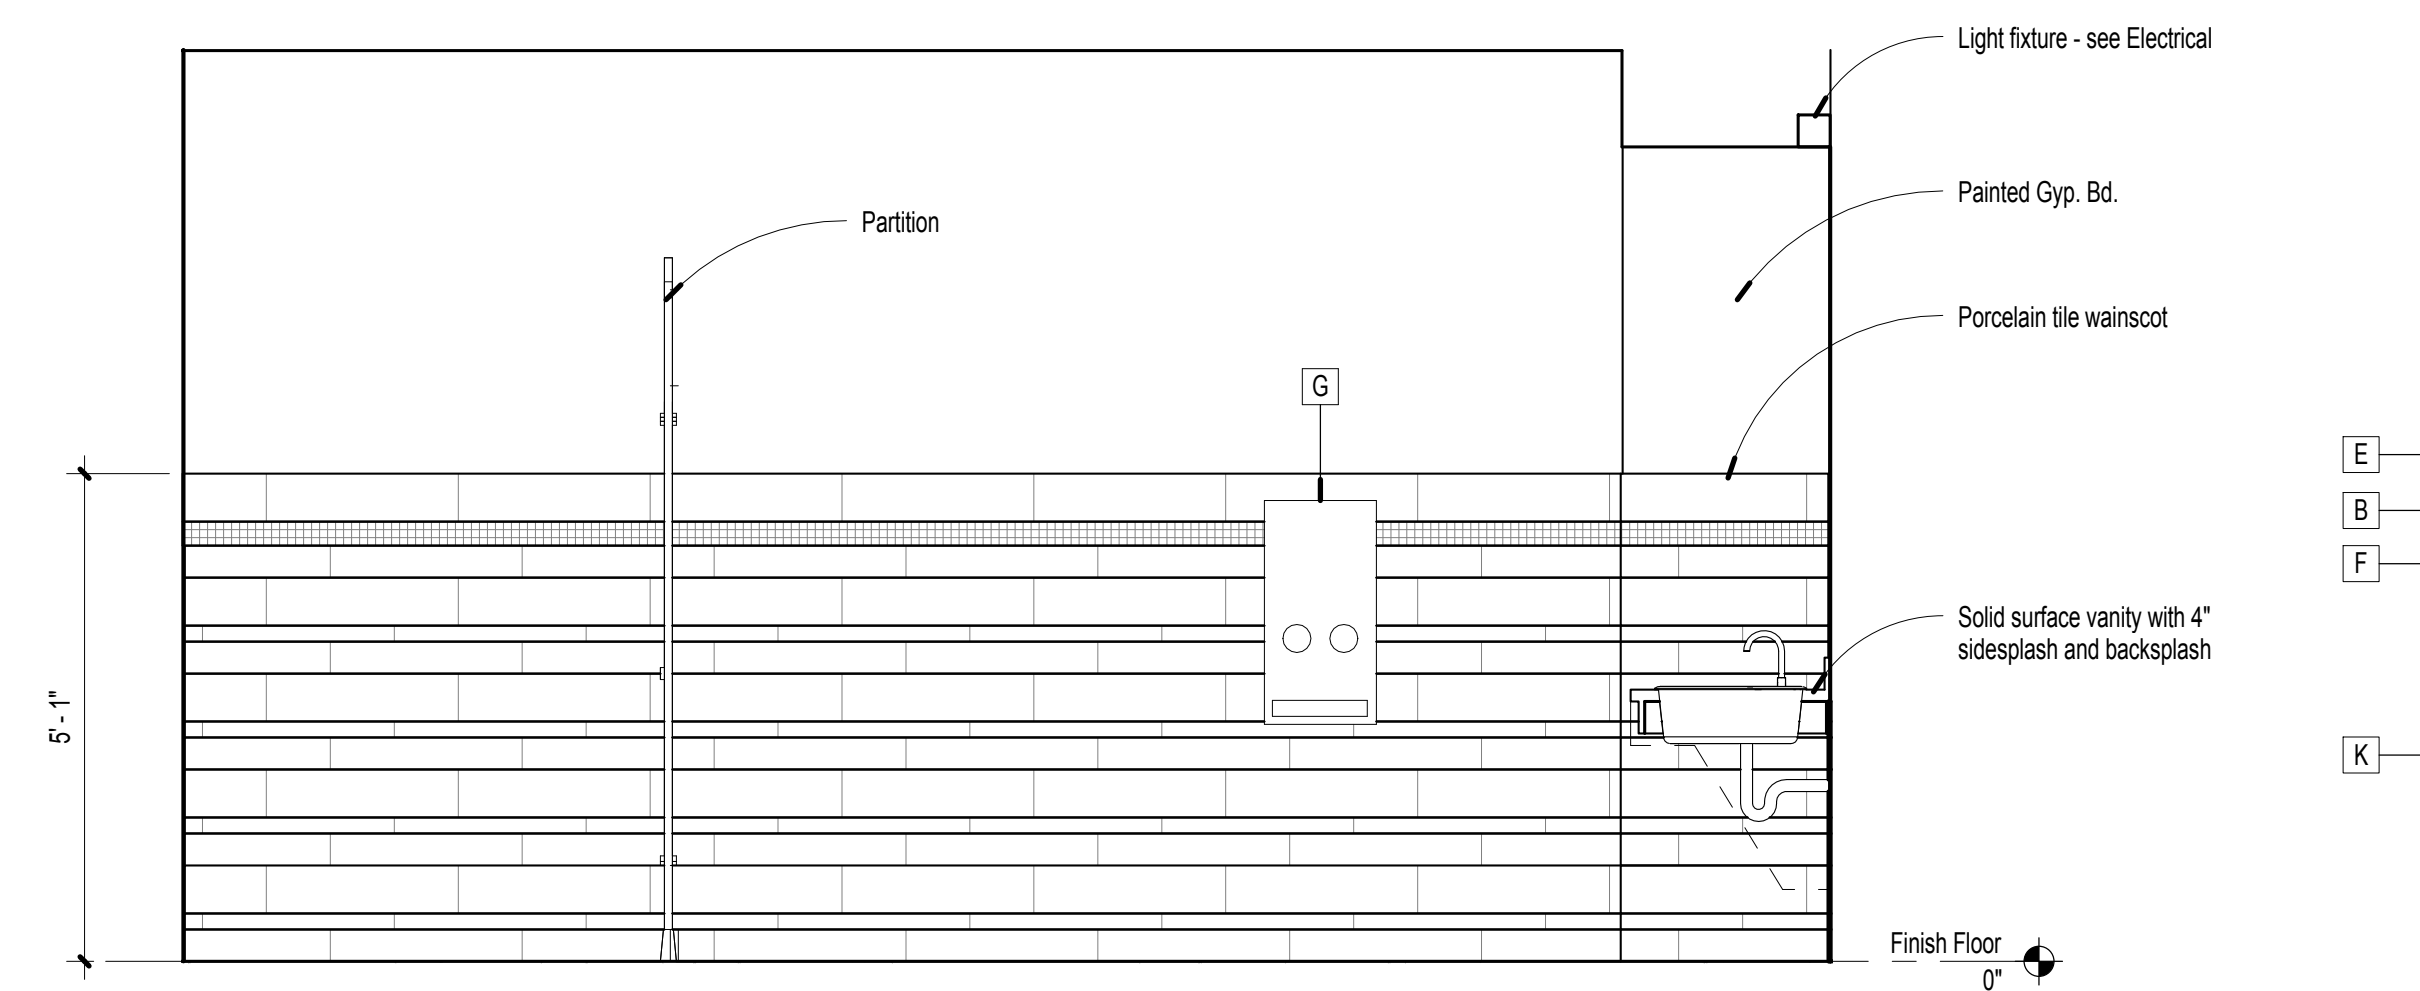 Light fixture - see Electrical
Painted Gyp. Bd.
Partition
Porcelain tile wainscot
G
E
B
F
Solid surface vanity with 4"
sidesplash and backsplash
5' - 1"
K
Finish Floor
0"